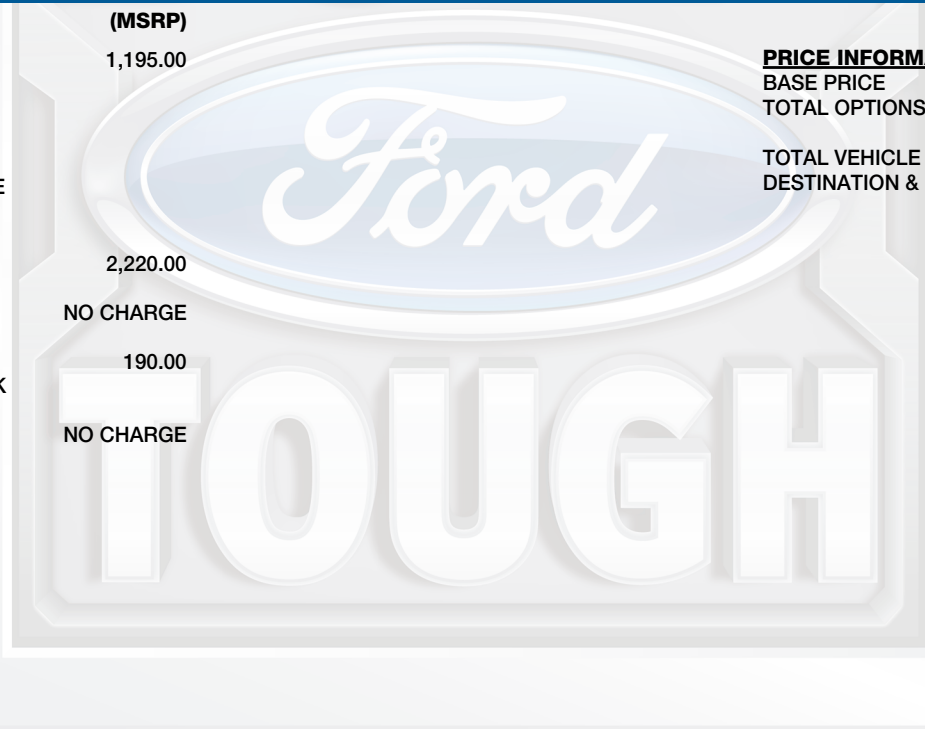 (MSRP)
1,195.00
E
2,220.00
NO CHARGE
190.00
K
NO CHARGE
PRICE INFORMA
BASE PRICE
TOTAL OPTIONS
TOTAL VEHICLE
DESTINATION &
Ford
TOUGH